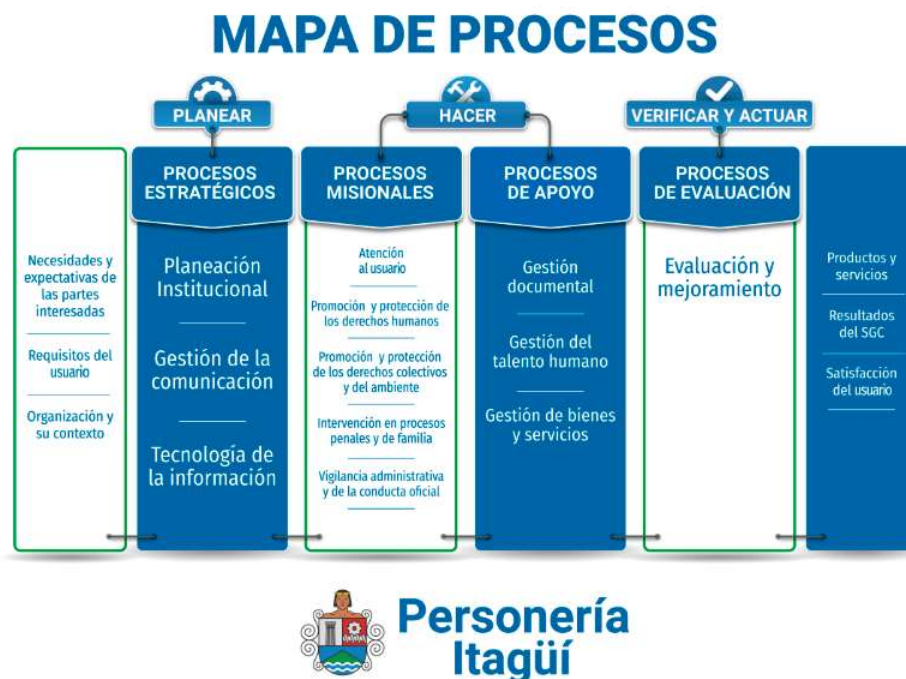 MAPA DE PROCESOS
PLANEAR
HACER
VERIFICAR Y ACTUAR
Necesidades y
expectativas de
las partes
interesadas
Requisitos del
usuario
Organización y
su contexto
PROCESOS
ESTRATÉGICOS
Planeación
Institucional
Gestión de la
comunicación
Tecnología de
la información
PROCESOS
MISIONALES
Atención
al usuario
Promoción y protección de
los derechos humanos
Promoción y protección
de los derechos colectivos
y del ambiente
Intervención en procesos
penales y de familia
Vigilancia administrativa
y de la conducta oficial
PROCESOS
DE APOYO
Gestión
documental
Gestión del
talento humano
Gestión de bienes
y servicios
PROCESOS
DE EVALUACIÓN
Evaluación y
mejoramiento
Productos y
servicios
Resultados
del SGC
Satisfacción
del usuario
Personería
Itagüí